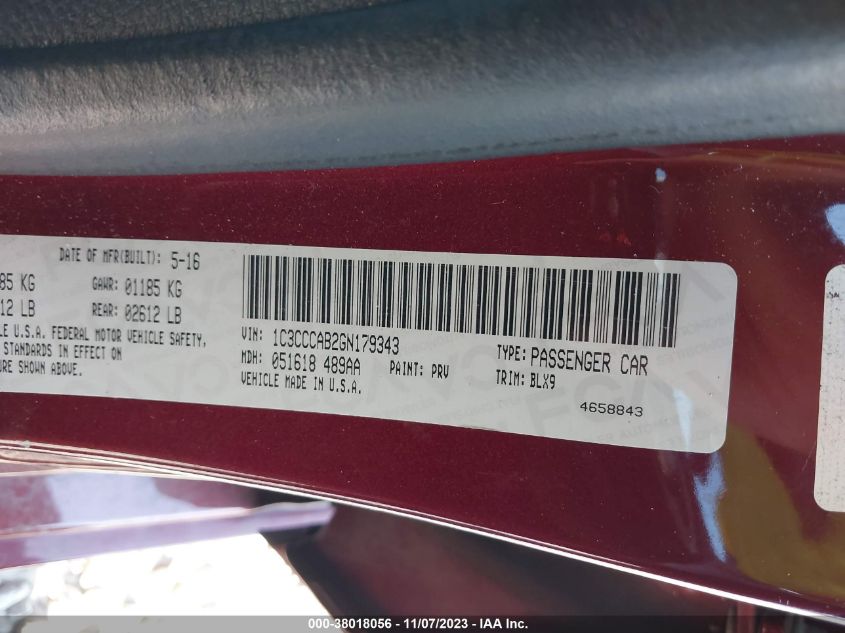 DATE OF MFR(BUILT): 5-16
85 KG GAWR: 01185 KG
12 LB REAR: 02612 LB
LE U.S.A. FEDERAL MOTOR VEHICLE SAFETY,
STANDARDS IN EFFECT ON
URE SHOWN ABOVE.
VIN: 1C3CCCAB2GN179343
MDH: 051618 489AA PAINT: PRV
VEHICLE MADE IN U.S.A.
TYPE: PASSENGER CAR
TRIM: BLX9
4658843
000-38018056 — 11/07/2023 — IAA Inc.